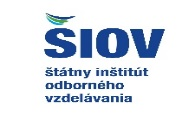 ŠIOV
štátny inštitút
odborného
vzdelávania